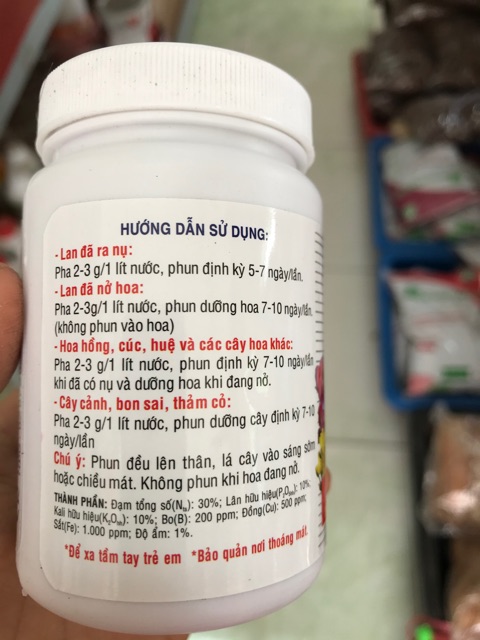 HƯỚNG DẪN SỬ DỤNG:
- Lan đã ra nụ:
Pha 2-3 g/1 lít nước, phun định kỳ 5-7 ngày/lần.
- Lan đã nở hoa:
Pha 2-3g/1 lít nước, phun dưỡng hoa 7-10 ngày/lần.
(không phun vào hoa)
- Hoa hồng, cúc, huệ và các cây hoa khác:
Pha 2-3 g/1 lít nước, phun định kỳ 7-10 ngày/lần
khi đã có nụ và dưỡng hoa khi đang nở.
- Cây cảnh, bon sai, thảm cỏ:
Pha 2-3 g/1 lít nước, phun dưỡng cây định kỳ 7-10
ngày/lần
Chú ý: Phun đều lên thân, lá cây vào sáng sớm
hoặc chiều mát. Không phun khi hoa đang nở.
THÀNH PHẦN: Đạm tổng số(Nts): 30%; Lân hữu hiệu(P2O5hh): 10%;
Kali hữu hiệu(K2Ohh): 10%; Bo(B): 200 ppm; Đồng(Cu): 500 ppm;
Sắt(Fe): 1.000 ppm; Độ ẩm: 1%.
*Để xa tầm tay trẻ em *Bảo quản nơi thoáng mát.